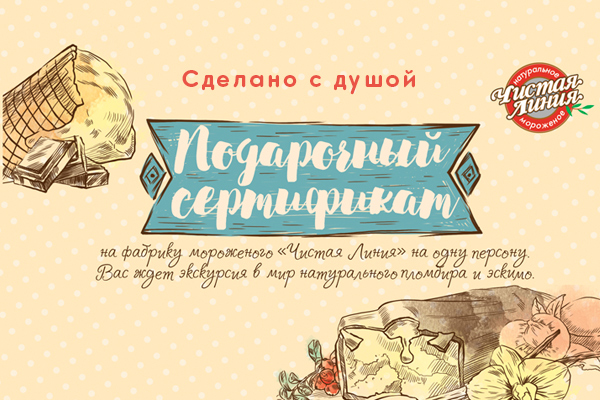 Сделано с душой
натуральное
Чистая
Линия
мороженое
Подарочный
сертификат
на фабрику мороженого «Чистая Линия» на одну персону.
Вас ждет экскурсия в мир натурального пломбира и эскимо.